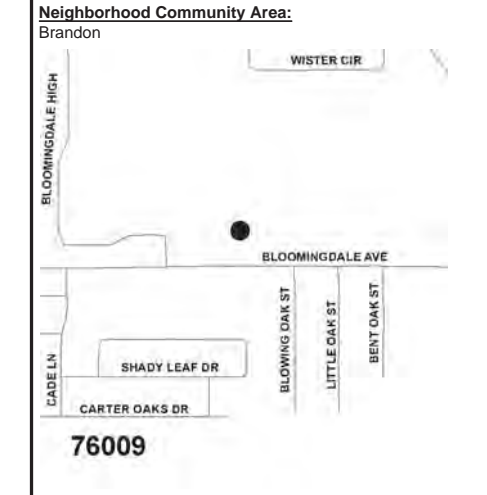 Neighborhood Community Area:
Brandon
WISTER CIR
BLOOMINGDALE HIGH
BLOOMINGDALE AVE
BLOWING OAK ST
LITTLE OAK ST
BENT OAK ST
CADE LN
SHADY LEAF DR
CARTER OAKS DR
76009